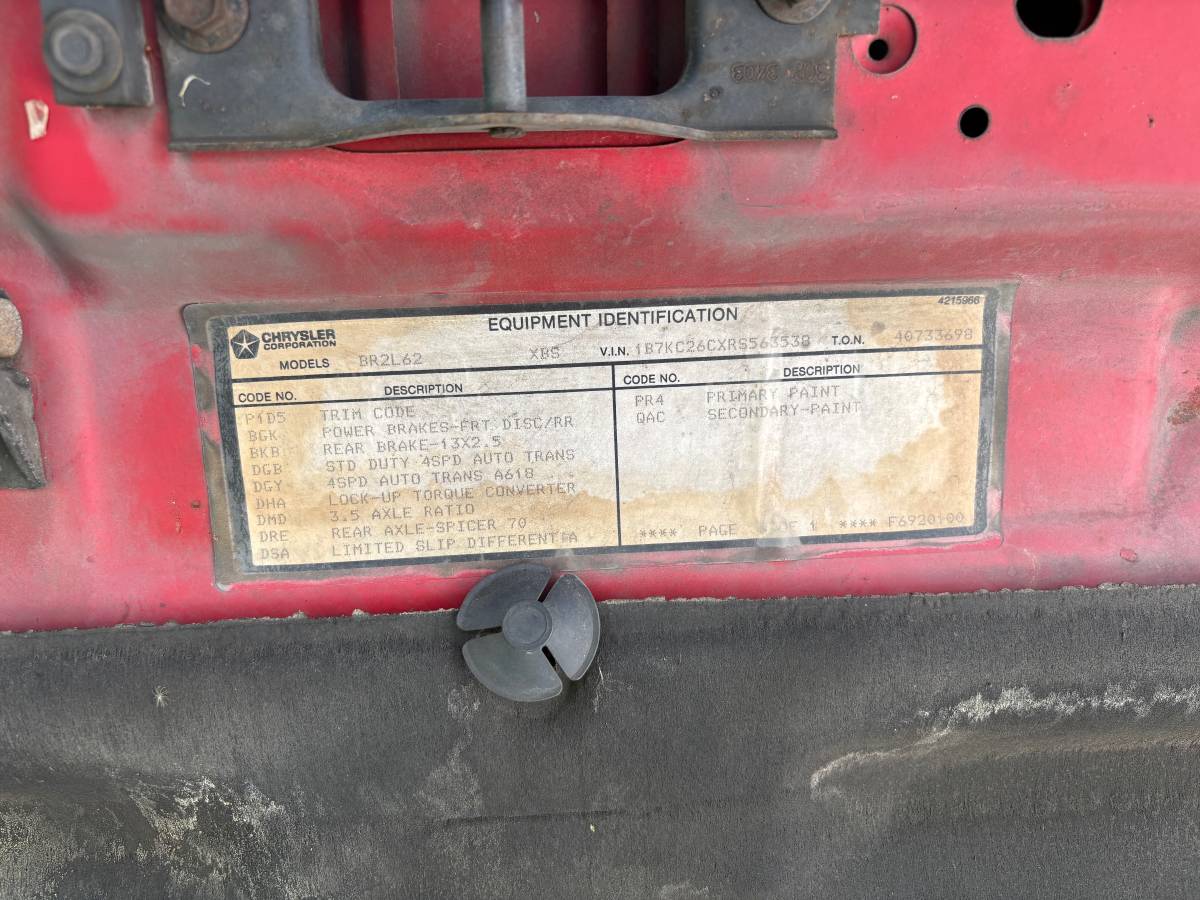 4215966
CHRYSLER CORPORATION
EQUIPMENT IDENTIFICATION
MODELS BR2L62 XBS V.I.N. 1B7KC26CXRS563538 T.O.N. 40733698
CODE NO. DESCRIPTION
P1D5 TRIM CODE
BGK POWER BRAKES-FRT DISC/RR
BKB REAR BRAKE-13X2.5
DGB STD DUTY 4SPD AUTO TRANS
DGY 4SPD AUTO TRANS A618
DHA LOCK-UP TORQUE CONVERTER
DMD 3.5 AXLE RATIO
DRE REAR AXLE-SPICER 70
DSA LIMITED SLIP DIFFERENTIA
CODE NO. DESCRIPTION
PR4 PRIMARY PAINT
QAC SECONDARY-PAINT
**** PAGE OF 1 **** F6920100